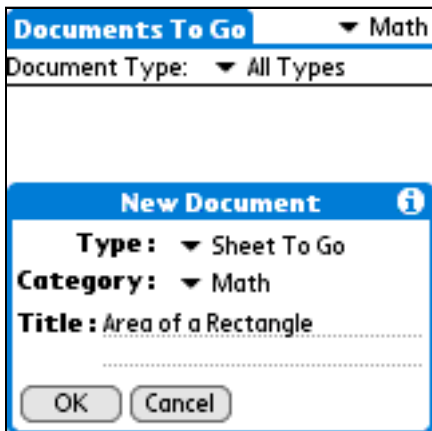 Documents To Go Math
Document Type: All Types
New Document
Type: Sheet To Go
Category: Math
Title: Area of a Rectangle
OK Cancel